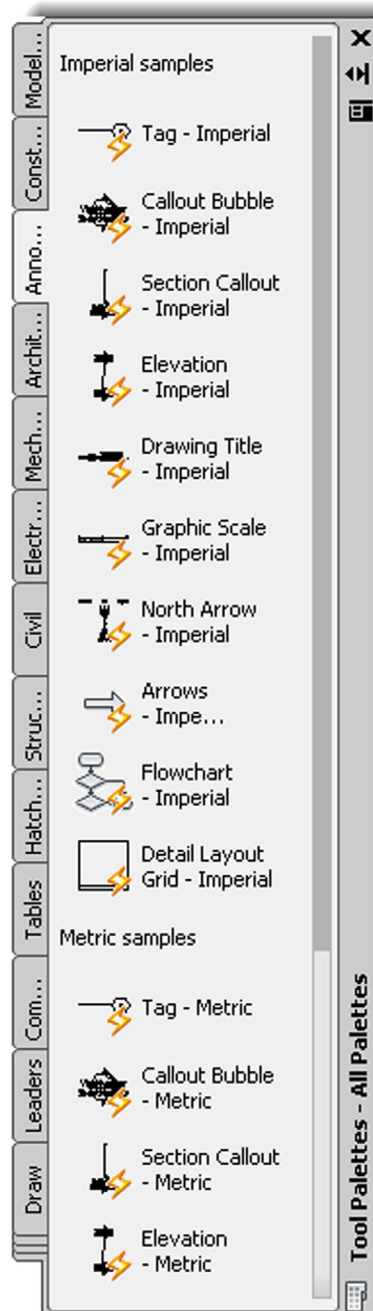 Model...
Const...
Anno...
Archit...
Mech...
Electr...
Civil
Struc...
Hatch...
Tables
Com...
Leaders
Draw
Imperial samples
Tag - Imperial
Callout Bubble
- Imperial
Section Callout
- Imperial
Elevation
- Imperial
Drawing Title
- Imperial
Graphic Scale
- Imperial
North Arrow
- Imperial
Arrows
- Impe...
Flowchart
- Imperial
Detail Layout
Grid - Imperial
Metric samples
Tag - Metric
Callout Bubble
- Metric
Section Callout
- Metric
Elevation
- Metric
Tool Palettes - All Palettes